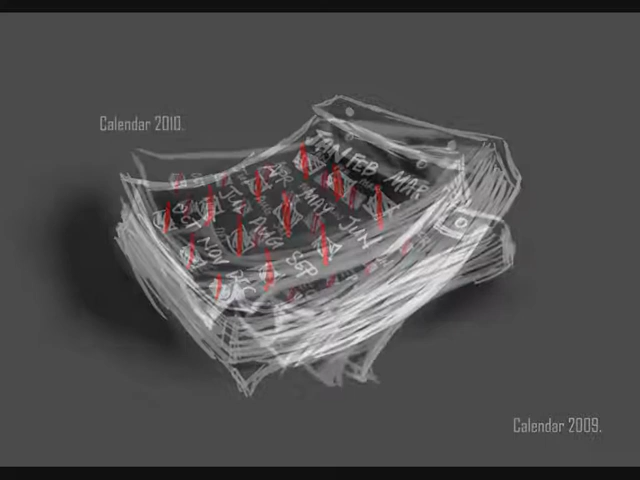 Calendar 2010.
JAN FEB MAR
APR MAY JUN
JUL AUG SEP
OCT NOV DEC
Calendar 2009.